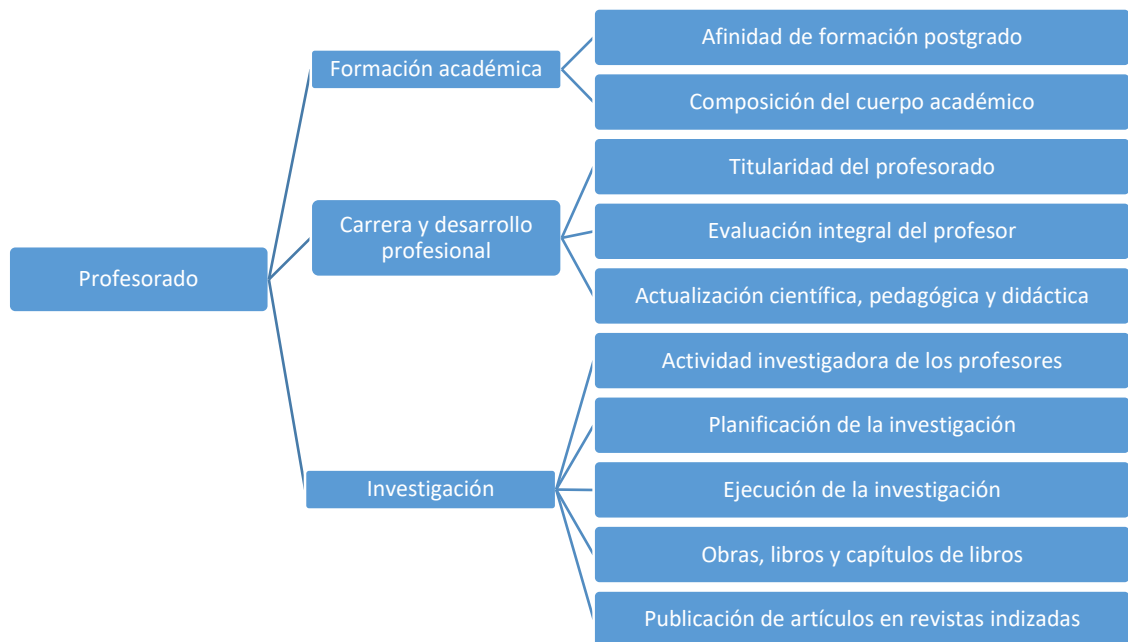 Profesorado
Formación académica
Afinidad de formación postgrado
Composición del cuerpo académico
Carrera y desarrollo
profesional
Titularidad del profesorado
Evaluación integral del profesor
Actualización científica, pedagógica y didáctica
Investigación
Actividad investigadora de los profesores
Planificación de la investigación
Ejecución de la investigación
Obras, libros y capítulos de libros
Publicación de artículos en revistas indizadas